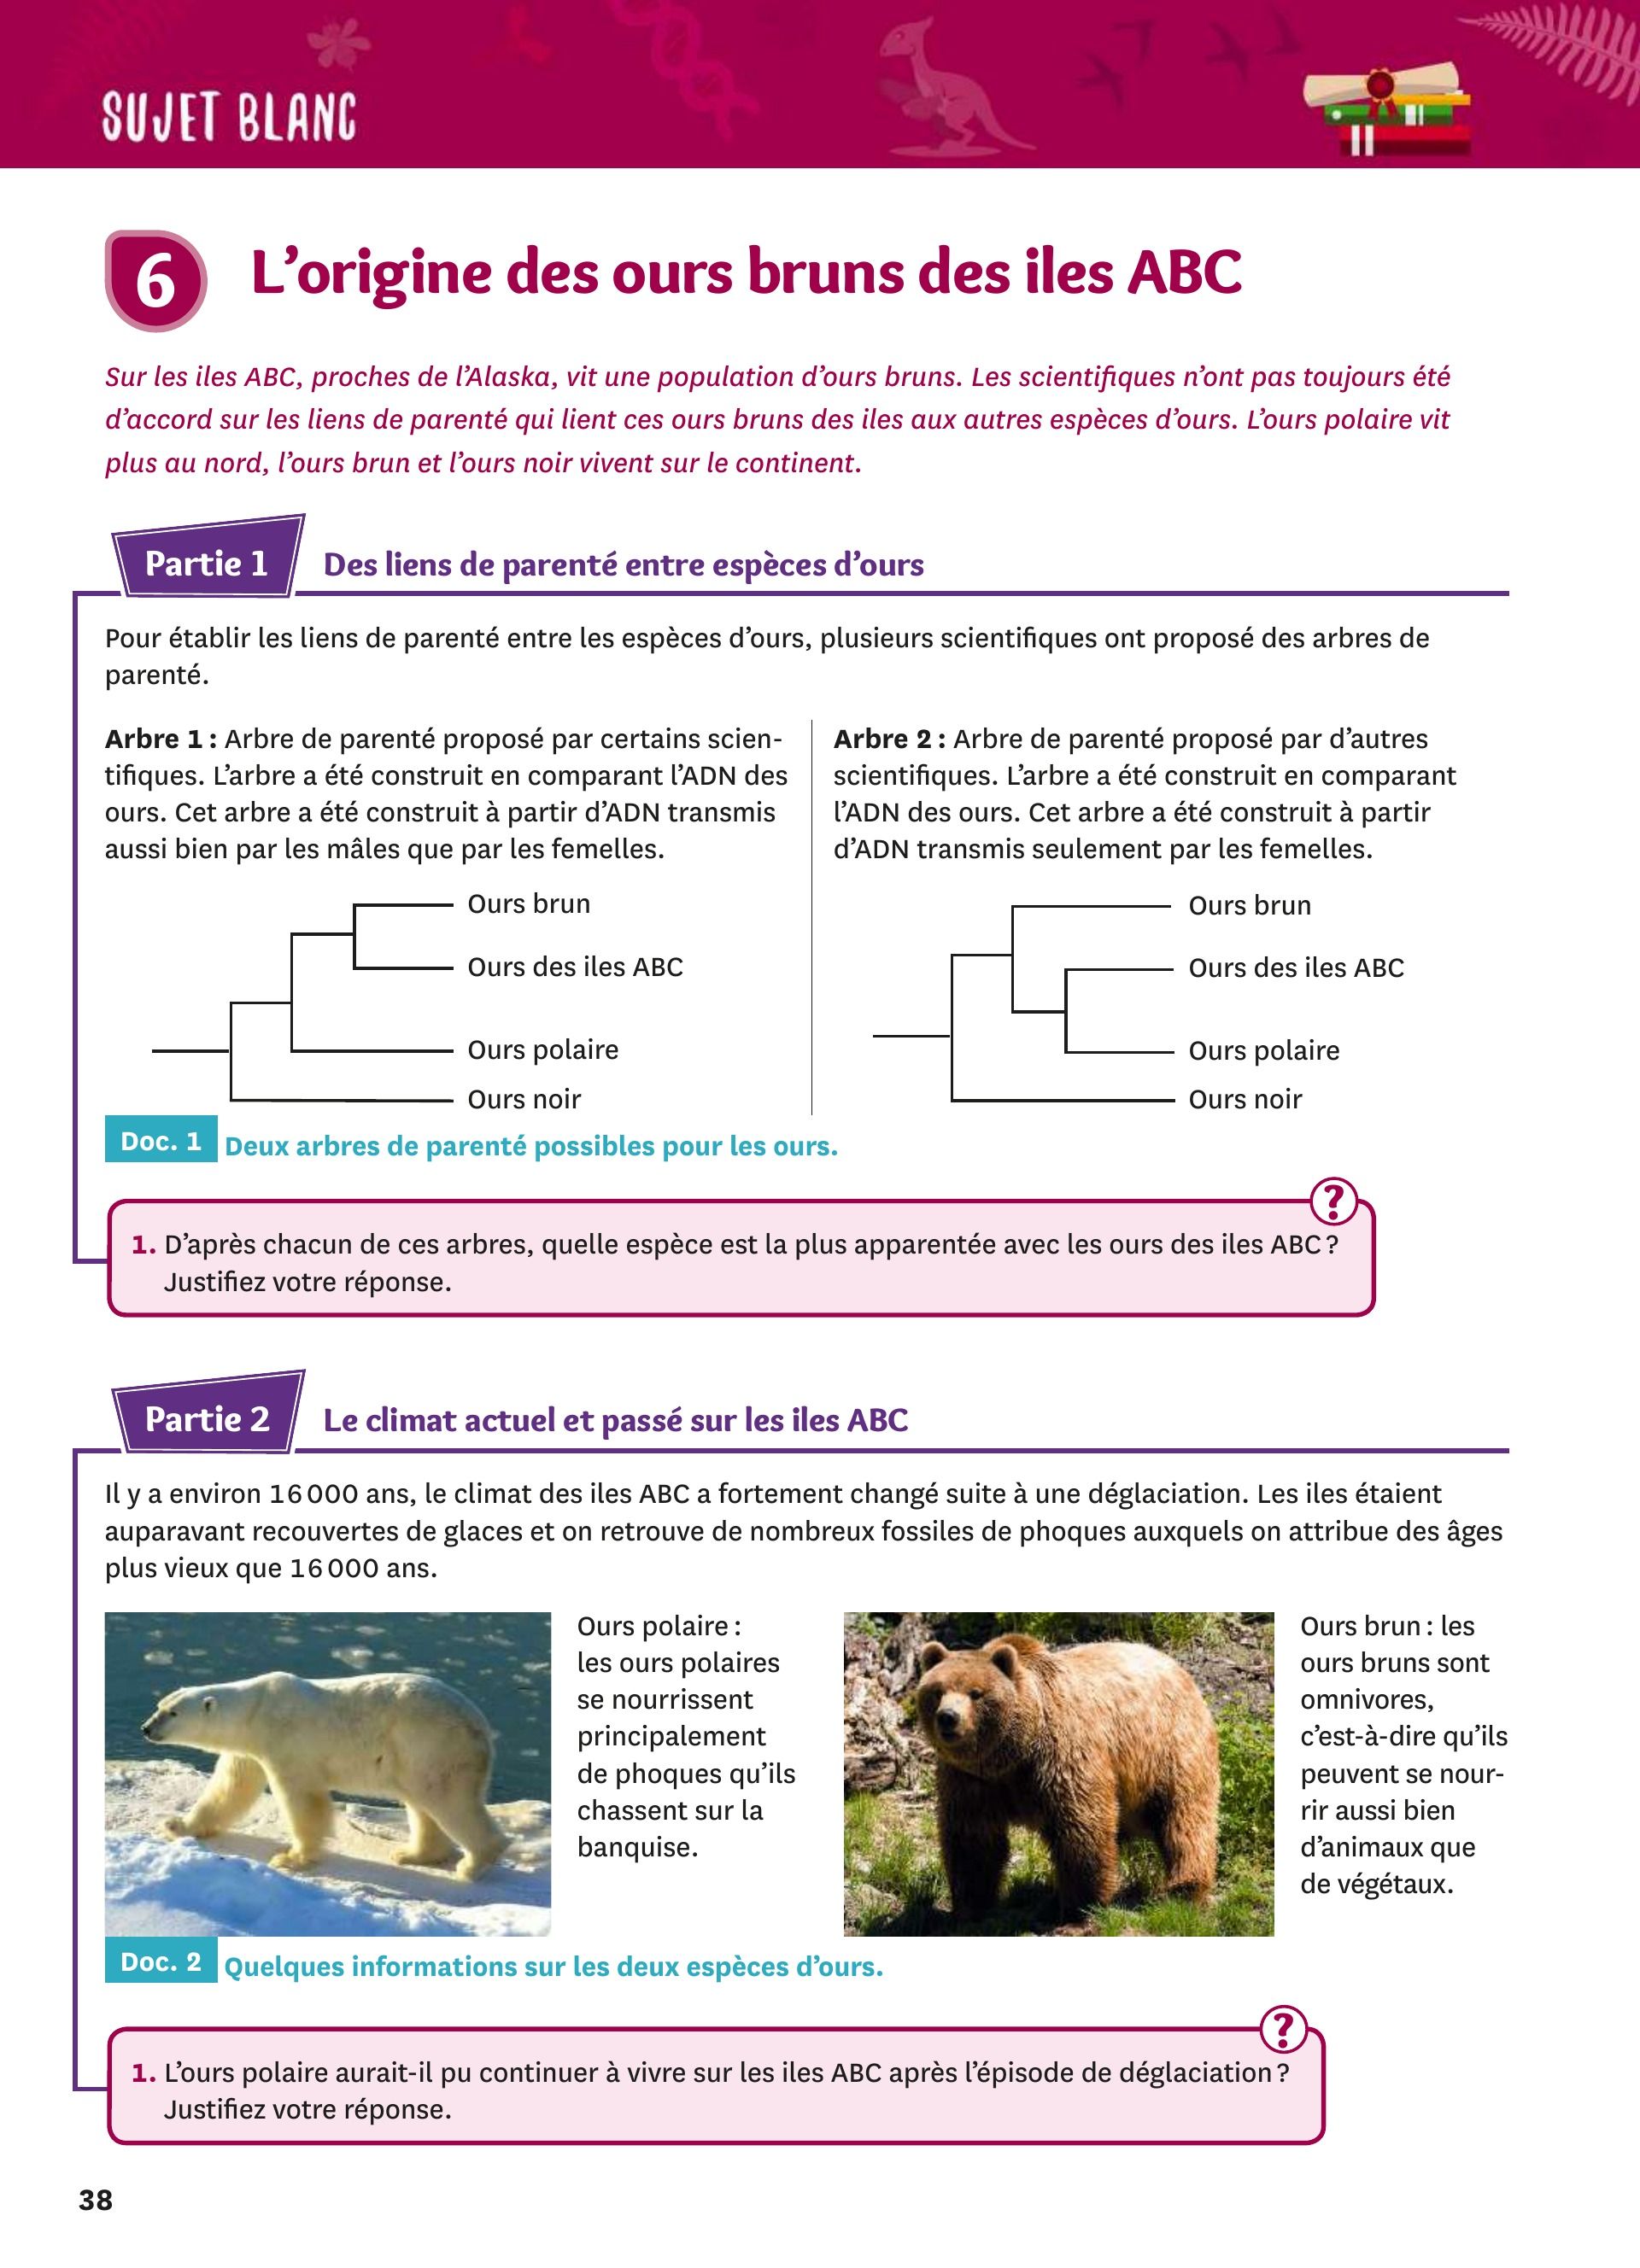 SUJET BLANC
6 L’origine des ours bruns des iles ABC
Sur les iles ABC, proches de l’Alaska, vit une population d’ours bruns. Les scientifiques n’ont pas toujours été
d’accord sur les liens de parenté qui lient ces ours bruns des iles aux autres espèces d’ours. L’ours polaire vit
plus au nord, l’ours brun et l’ours noir vivent sur le continent.
Partie 1 Des liens de parenté entre espèces d’ours
Pour établir les liens de parenté entre les espèces d’ours, plusieurs scientifiques ont proposé des arbres de
parenté.
Arbre 1 : Arbre de parenté proposé par certains scien-
tifiques. L’arbre a été construit en comparant l’ADN des
ours. Cet arbre a été construit à partir d’ADN transmis
aussi bien par les mâles que par les femelles.
Ours brun
Ours des iles ABC
Ours polaire
Ours noir
Arbre 2 : Arbre de parenté proposé par d’autres
scientifiques. L’arbre a été construit en comparant
l’ADN des ours. Cet arbre a été construit à partir
d’ADN transmis seulement par les femelles.
Ours brun
Ours des iles ABC
Ours polaire
Ours noir
Doc. 1 Deux arbres de parenté possibles pour les ours.
?
1. D’après chacun de ces arbres, quelle espèce est la plus apparentée avec les ours des iles ABC ?
Justifiez votre réponse.
Partie 2 Le climat actuel et passé sur les iles ABC
Il y a environ 16 000 ans, le climat des iles ABC a fortement changé suite à une déglaciation. Les iles étaient
auparavant recouvertes de glaces et on retrouve de nombreux fossiles de phoques auxquels on attribue des âges
plus vieux que 16 000 ans.
Ours polaire :
les ours polaires
se nourrissent
principalement
de phoques qu’ils
chassent sur la
banquise.
Ours brun : les
ours bruns sont
omnivores,
c’est-à-dire qu’ils
peuvent se nour-
rir aussi bien
d’animaux que
de végétaux.
Doc. 2 Quelques informations sur les deux espèces d’ours.
?
1. L’ours polaire aurait-il pu continuer à vivre sur les iles ABC après l’épisode de déglaciation ?
Justifiez votre réponse.
38